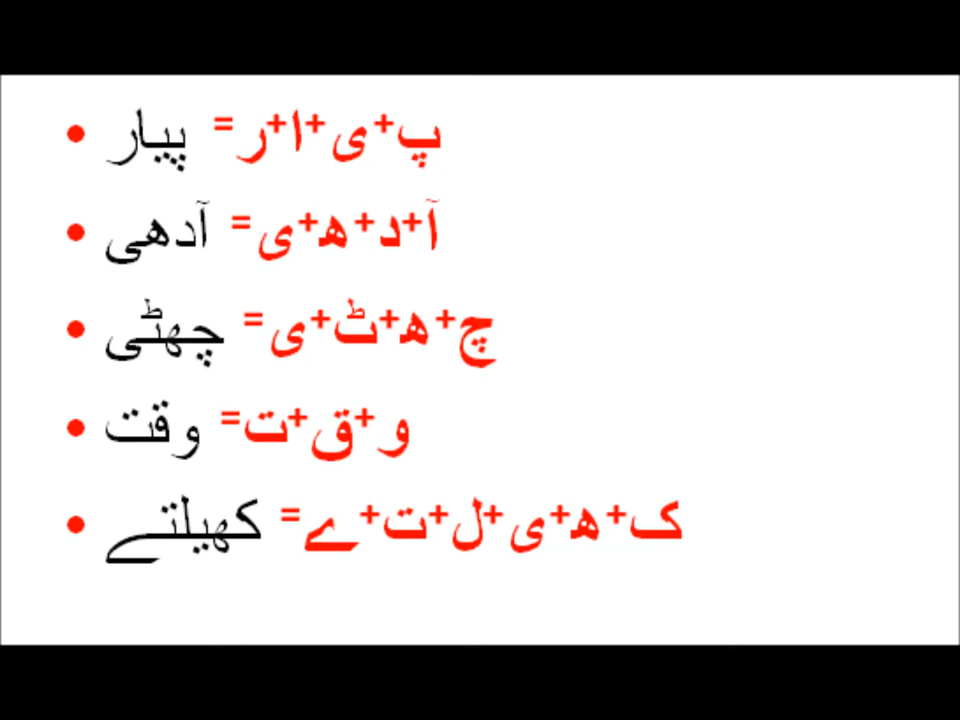 پ+ی+ا+ر= پیار
آ+د+ھ+ی= آدھی
چ+ھ+ٹ+ی= چھٹی
و+ق+ت= وقت
ک+ھ+ی+ل+ت+ے= کھیلتے